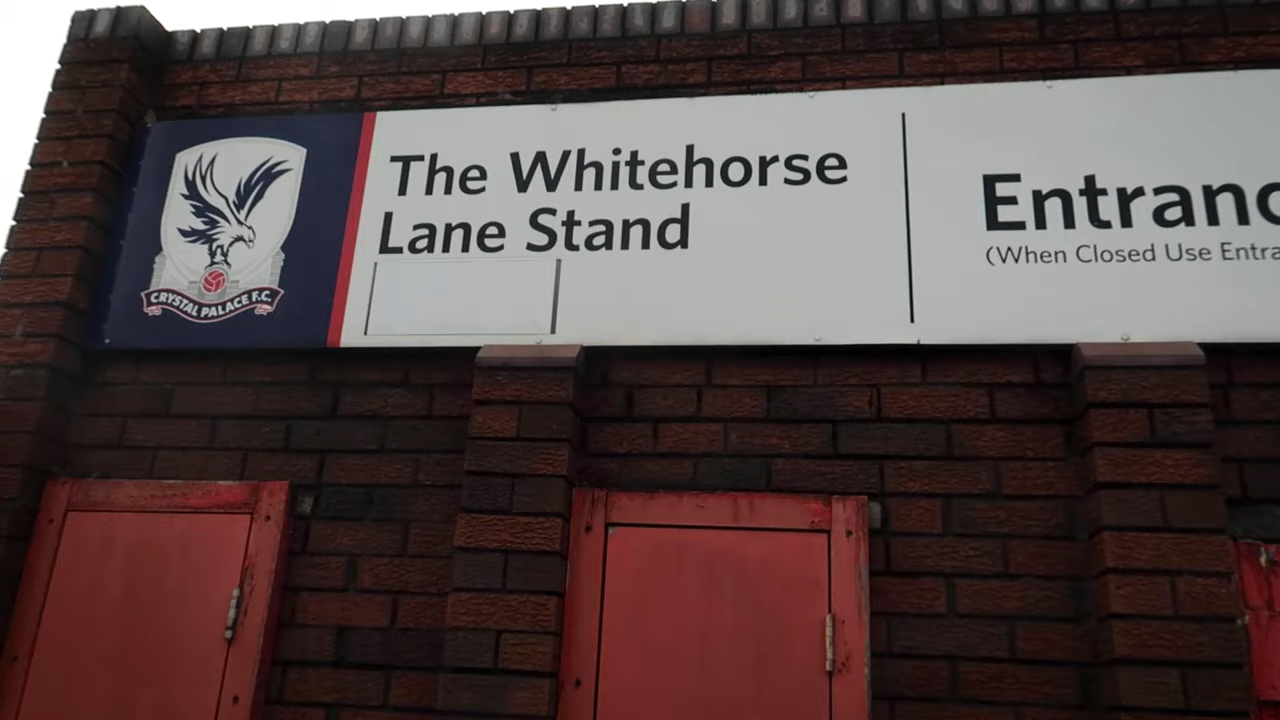 The Whitehorse
Lane Stand
CRYSTAL PALACE F.C.
Entranc
(When Closed Use Entra